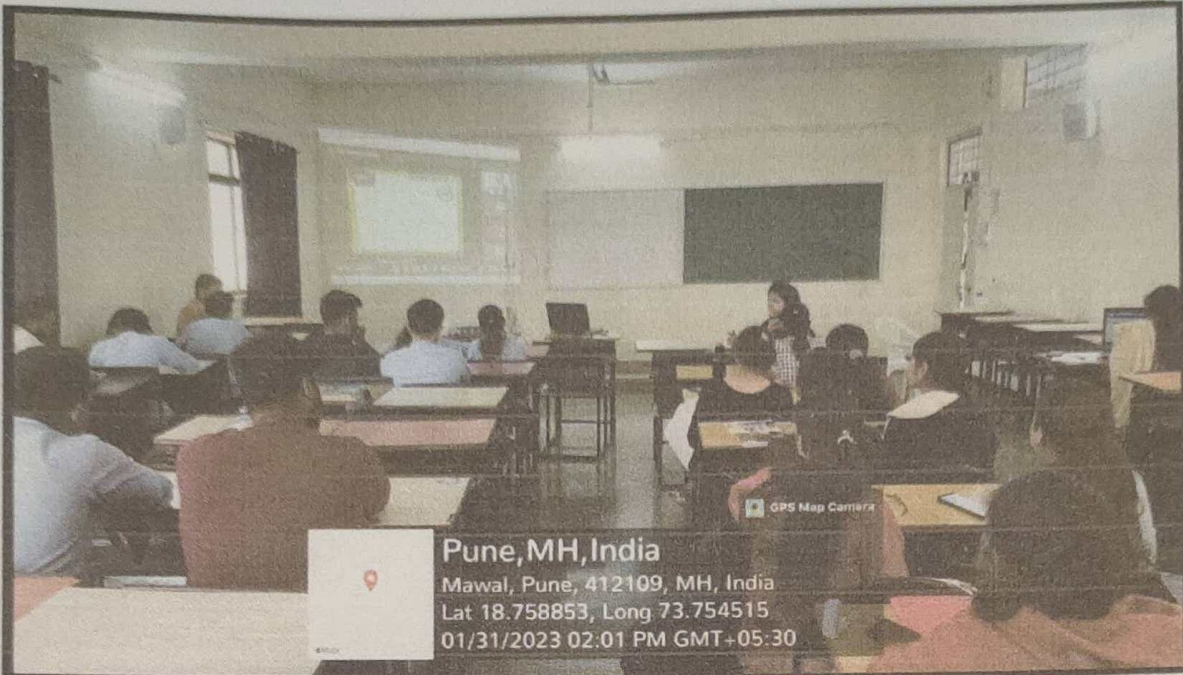 GPS Map Camera
Pune,MH,India
Mawal, Pune, 412109, MH, India
Lat 18.758853, Long 73.754515
01/31/2023 02:01 PM GMT+05:30